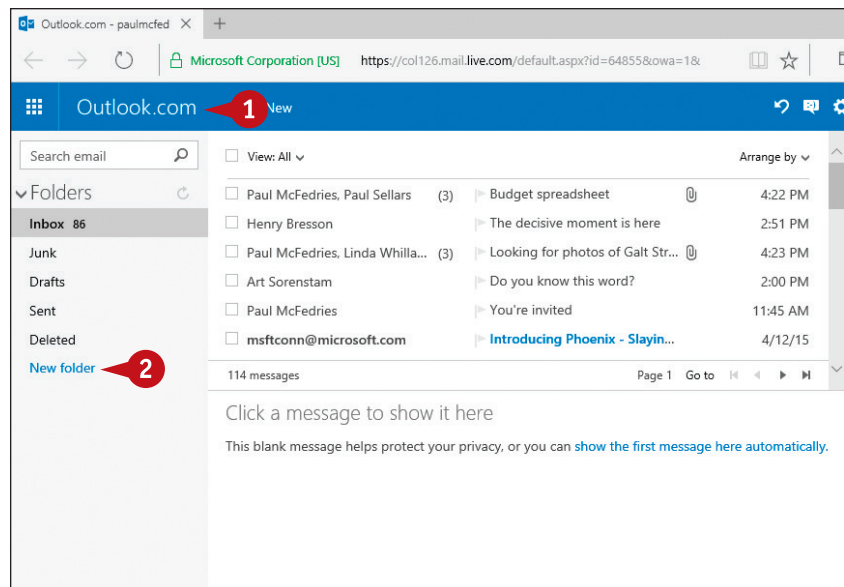 Outlook.com - paulmcfed
Microsoft Corporation [US] https://col126.mail.live.com/default.aspx?id=64855&owa=1&
Outlook.com 1 New
Search email
View: All Arrange by
Folders
Inbox 86
Junk
Drafts
Sent
Deleted
New folder 2
Paul McFedries, Paul Sellars (3) Budget spreadsheet 4:22 PM
Henry Bresson The decisive moment is here 2:51 PM
Paul McFedries, Linda Whilla... (3) Looking for photos of Galt Str... 4:23 PM
Art Sorenstam Do you know this word? 2:00 PM
Paul McFedries You're invited 11:45 AM
msftconn@microsoft.com Introducing Phoenix - Slayin... 4/12/15
114 messages Page 1 Go to
Click a message to show it here
This blank message helps protect your privacy, or you can show the first message here automatically.